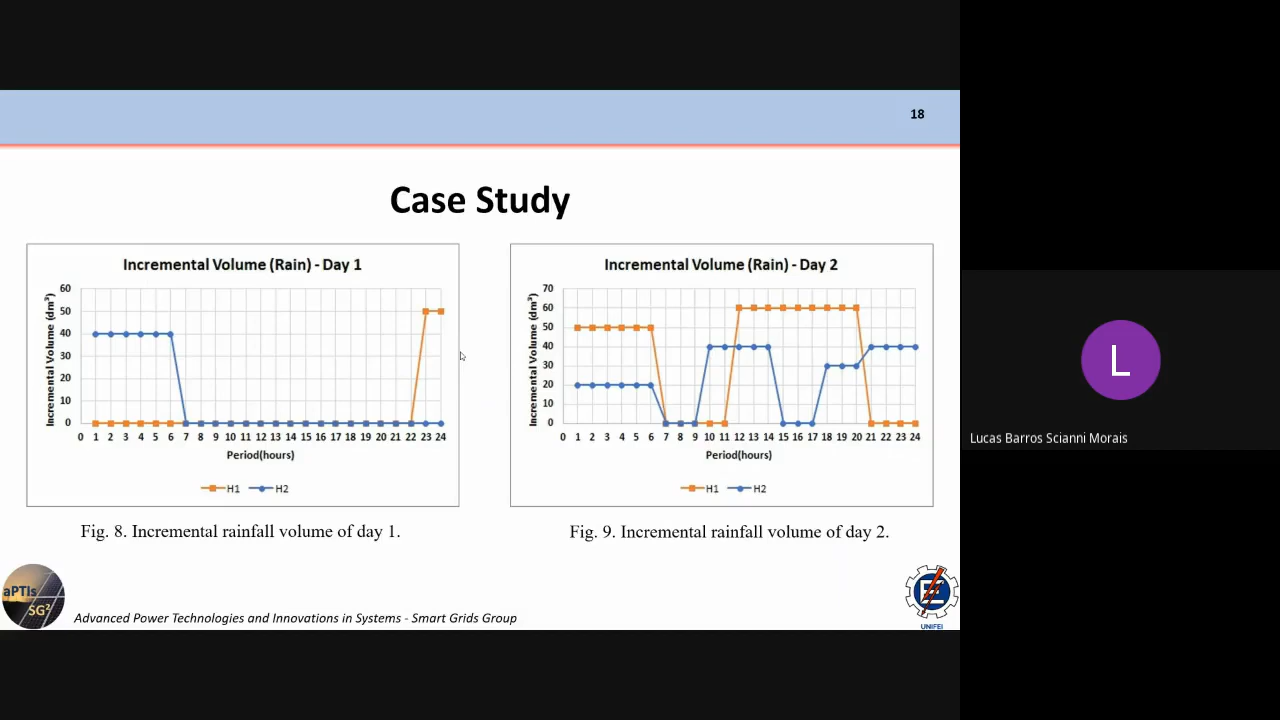 18
Case Study
Incremental Volume (Rain) - Day 1
Incremental Volume (dm³)
60
50
40
30
20
10
0
0 1 2 3 4 5 6 7 8 9 10 11 12 13 14 15 16 17 18 19 20 21 22 23 24
Period(hours)
H1 H2
Fig. 8. Incremental rainfall volume of day 1.
Incremental Volume (Rain) - Day 2
Incremental Volume (dm³)
70
60
50
40
30
20
10
0
0 1 2 3 4 5 6 7 8 9 10 11 12 13 14 15 16 17 18 19 20 21 22 23 24
Period(hours)
H1 H2
Fig. 9. Incremental rainfall volume of day 2.
aPTIs
SG²
Advanced Power Technologies and Innovations in Systems - Smart Grids Group
E
UNIFEI
L
Lucas Barros Scianni Morais